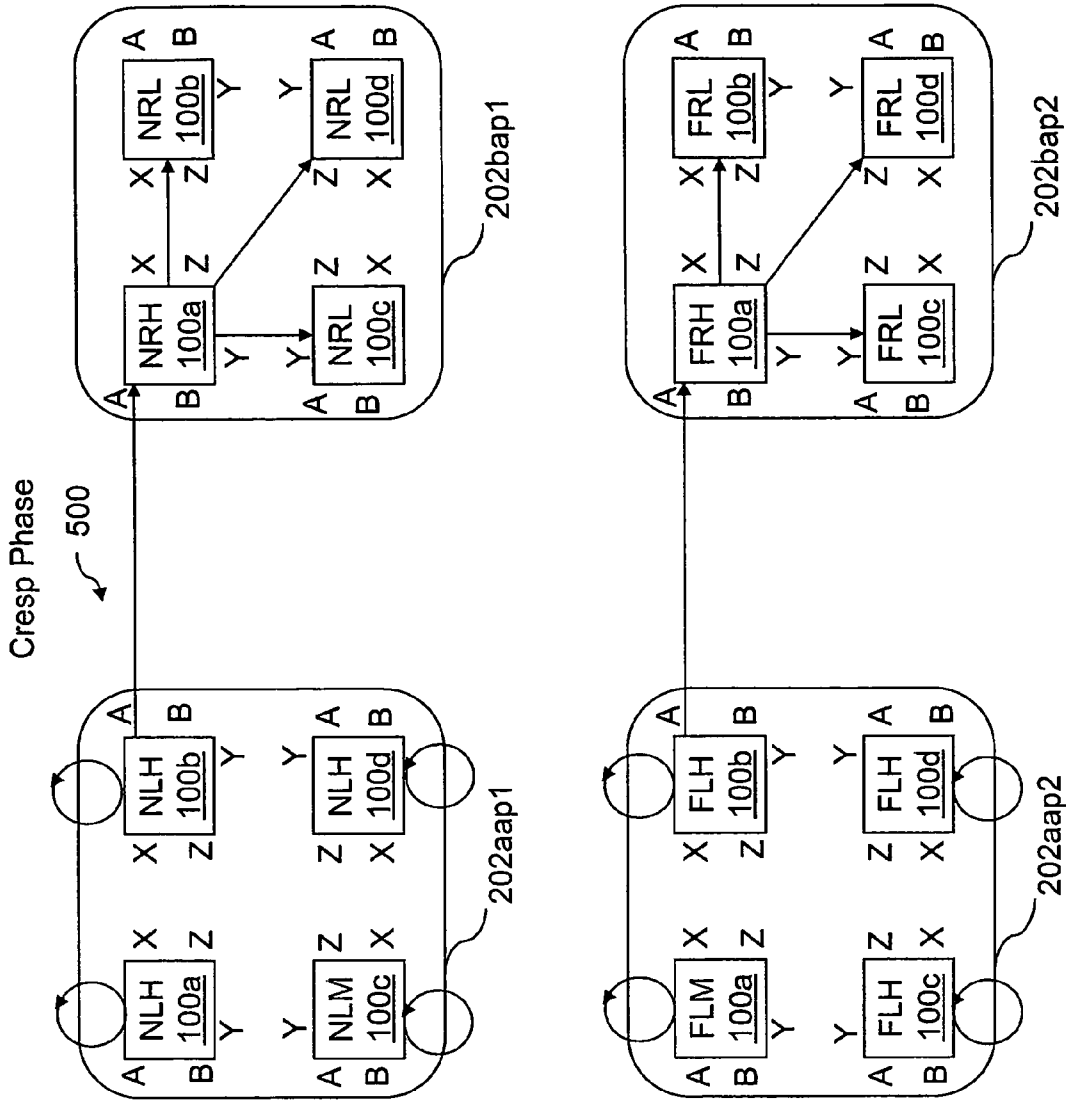 Cresp Phase
500
A NLH X X NLH A
B 100a Z Z 100b B
Y Y
Y Y
A NLM Z Z NLH A
B 100c X X 100d B
202aap1
A NRH X X NRL A
B 100a Z Z 100b B
Y Y
Y Y
A NRL Z Z NRL A
B 100c X X 100d B
202bap1
A FLM X X FLH A
B 100a Z Z 100b B
Y Y
Y Y
A FLH Z Z FLH A
B 100c X X 100d B
202aap2
A FRH X X FRL A
B 100a Z Z 100b B
Y Y
Y Y
A FRL Z Z FRL A
B 100c X X 100d B
202bap2